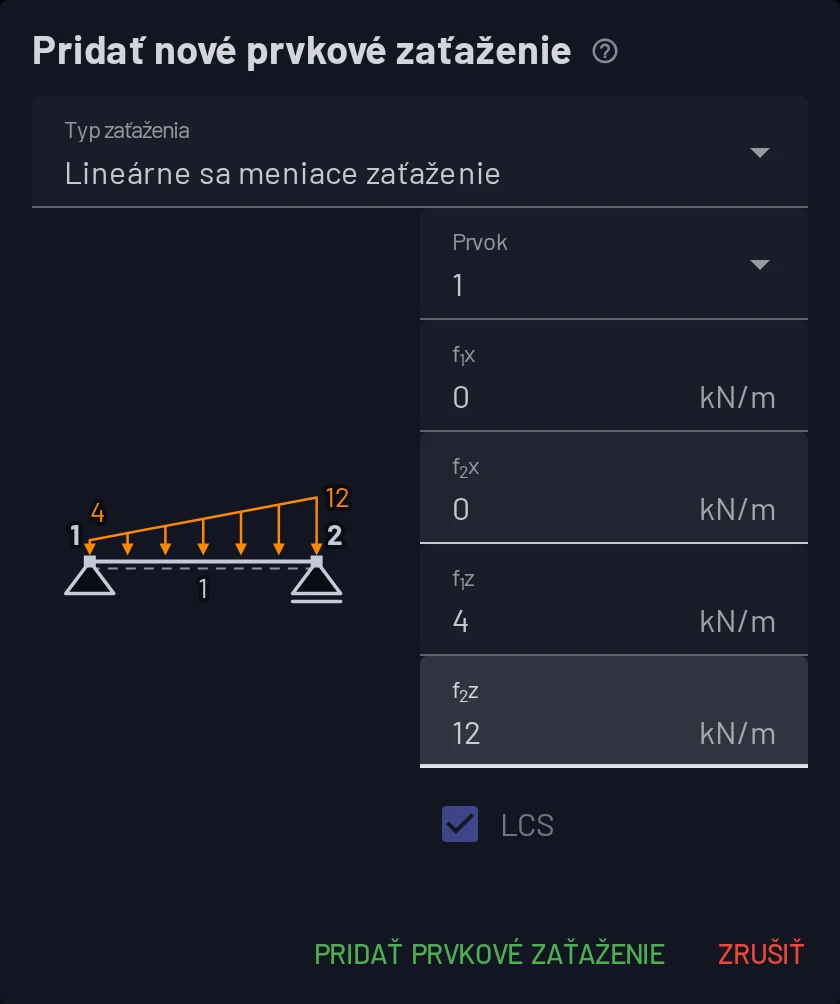 Pridať nové prvkové zaťaženie ?
Typ zaťaženia
Lineárne sa meniace zaťaženie
Prvok
1
f₁x
0 kN/m
f₂x
0 kN/m
4 12
1 2
1
f₁z
4 kN/m
f₂z
12 kN/m
LCS
PRIDAŤ PRVKOVÉ ZAŤAŽENIE ZRUŠIŤ